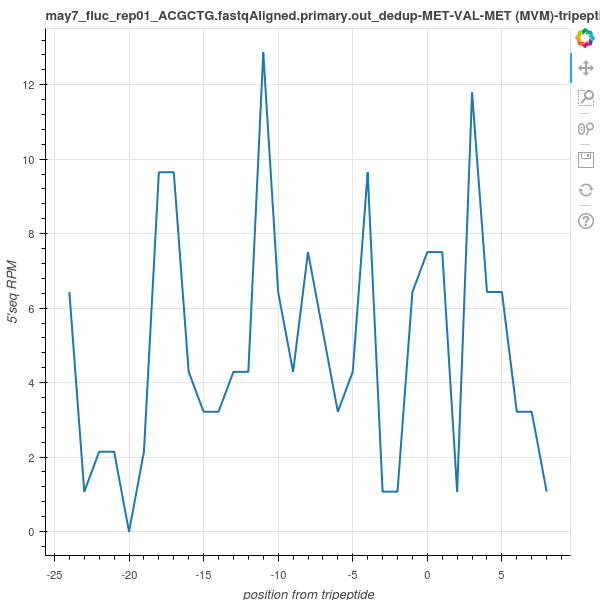 may7_fluc_rep01_ACGCTG.fastqAligned.primary.out_dedup-MET-VAL-MET (MVM)-tripepti
12
10
8
6
4
2
0
5'seq RPM
-25 -20 -15 -10 -5 0 5
position from tripeptide